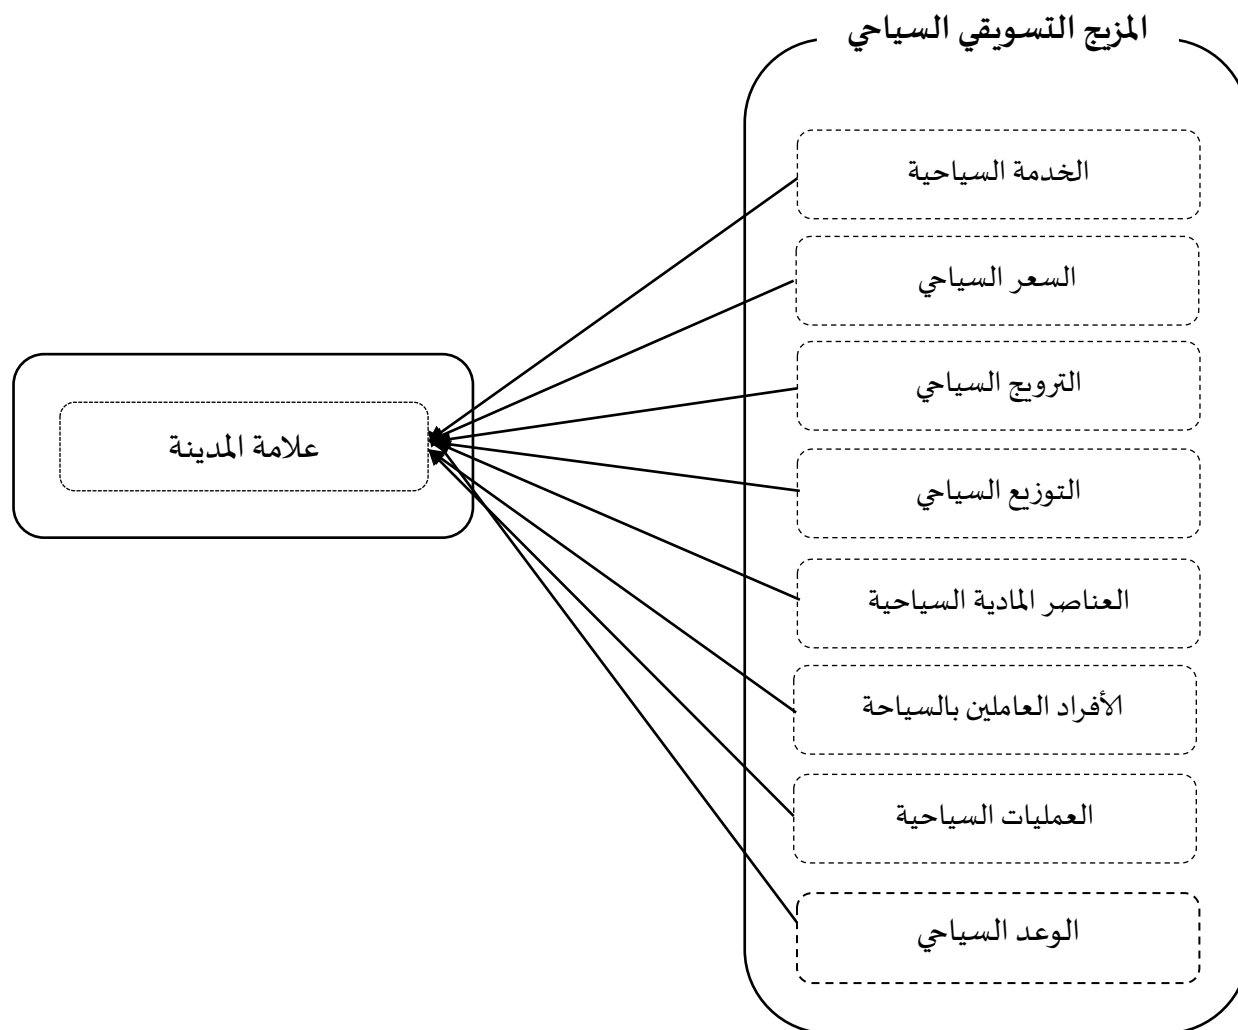 المزيج التسويقي السياحي
الخدمة السياحية
السعر السياحي
الترويج السياحي
علامة المدينة
التوزيع السياحي
العناصر المادية السياحية
الأفراد العاملين بالسياحة
العمليات السياحية
الوعد السياحي